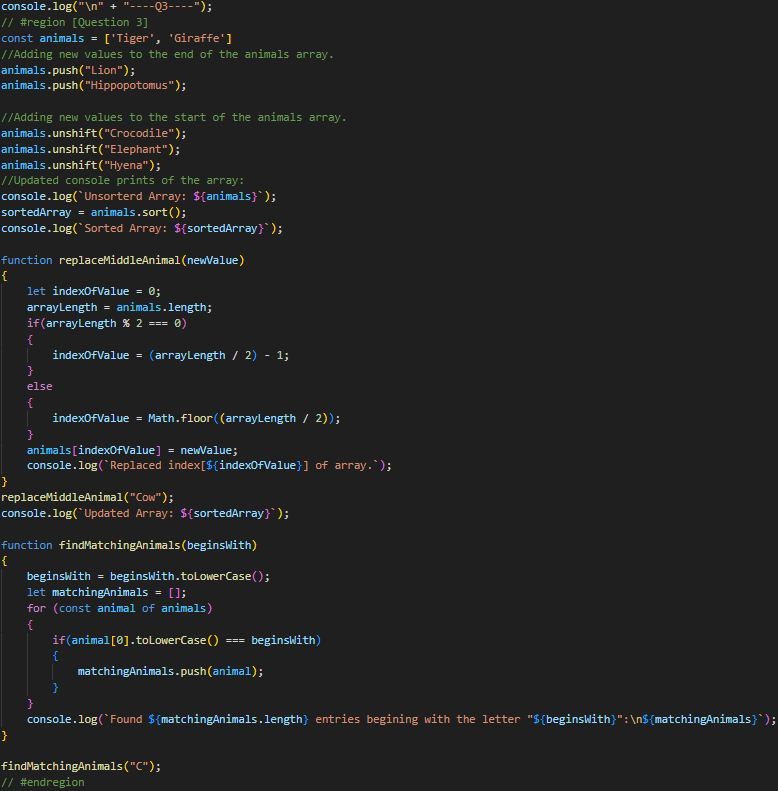 console.log("\n" + "----Q3----");
// #region [Question 3]
const animals = ['Tiger', 'Giraffe']
//Adding new values to the end of the animals array.
animals.push("Lion");
animals.push("Hippopotomus");

//Adding new values to the start of the animals array.
animals.unshift("Crocodile");
animals.unshift("Elephant");
animals.unshift("Hyena");
//Updated console prints of the array:
console.log(`Unsorterd Array: ${animals}`);
sortedArray = animals.sort();
console.log(`Sorted Array: ${sortedArray}`);

function replaceMiddleAnimal(newValue)
{
    let indexOfValue = 0;
    arrayLength = animals.length;
    if(arrayLength % 2 === 0)
    {
        indexOfValue = (arrayLength / 2) - 1;
    }
    else
    {
        indexOfValue = Math.floor((arrayLength / 2));
    }
    animals[indexOfValue] = newValue;
    console.log(`Replaced index[${indexOfValue}] of array.`);
}
replaceMiddleAnimal("Cow");
console.log(`Updated Array: ${sortedArray}`);

function findMatchingAnimals(beginsWith)
{
    beginsWith = beginsWith.toLowerCase();
    let matchingAnimals = [];
    for (const animal of animals)
    {
        if(animal[0].toLowerCase() === beginsWith)
        {
            matchingAnimals.push(animal);
        }
    }
    console.log(`Found ${matchingAnimals.length} entries begining with the letter "${beginsWith}":\n${matchingAnimals}`);
}

findMatchingAnimals("C");
// #endregion